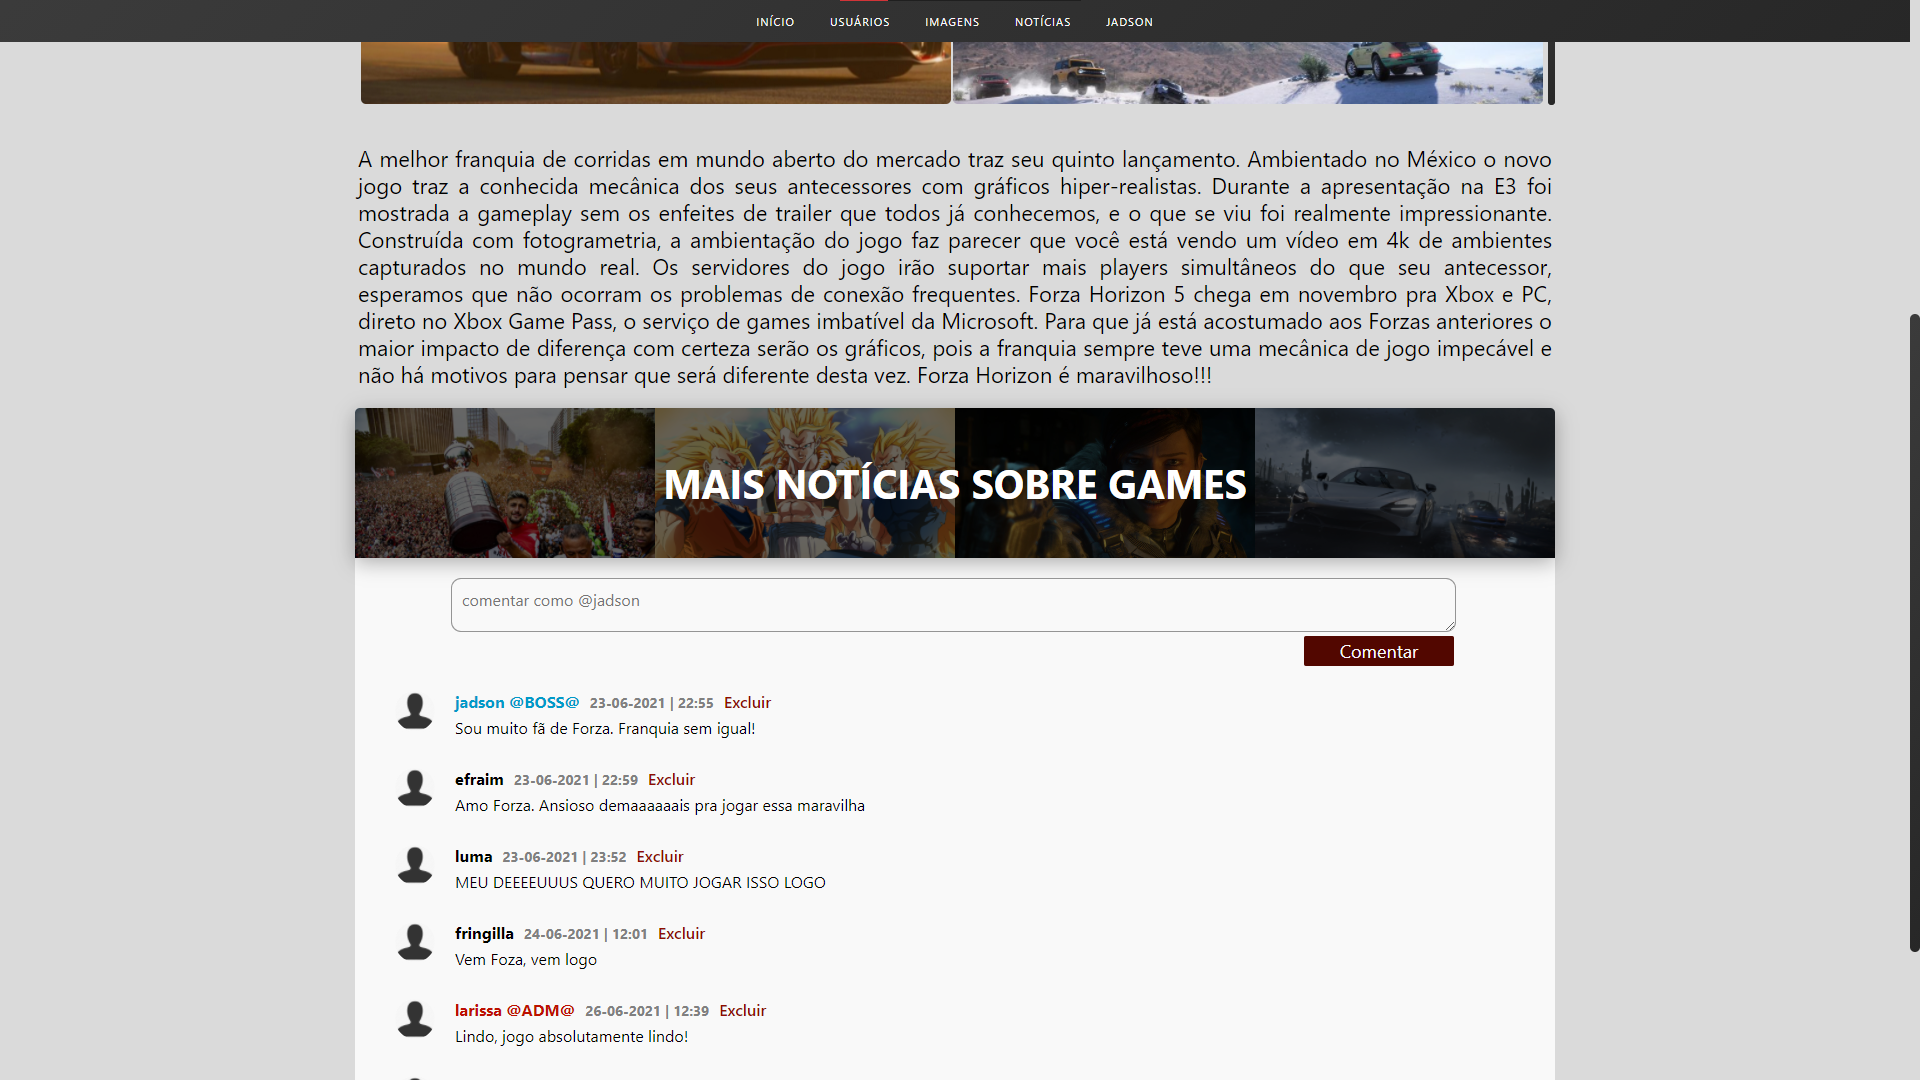 INÍCIO USUÁRIOS IMAGENS NOTÍCIAS JADSON
A melhor franquia de corridas em mundo aberto do mercado traz seu quinto lançamento. Ambientado no México o novo
jogo traz a conhecida mecânica dos seus antecessores com gráficos hiper-realistas. Durante a apresentação na E3 foi
mostrada a gameplay sem os enfeites de trailer que todos já conhecemos, e o que se viu foi realmente impressionante.
Construída com fotogrametria, a ambientação do jogo faz parecer que você está vendo um vídeo em 4k de ambientes
capturados no mundo real. Os servidores do jogo irão suportar mais players simultâneos do que seu antecessor,
esperamos que não ocorram os problemas de conexão frequentes. Forza Horizon 5 chega em novembro pra Xbox e PC,
direto no Xbox Game Pass, o serviço de games imbatível da Microsoft. Para que já está acostumado aos Forzas anteriores o
maior impacto de diferença com certeza serão os gráficos, pois a franquia sempre teve uma mecânica de jogo impecável e
não há motivos para pensar que será diferente desta vez. Forza Horizon é maravilhoso!!!
MAIS NOTÍCIAS SOBRE GAMES
comentar como @jadson
Comentar
jadson @BOSS@ 23-06-2021 | 22:55 Excluir
Sou muito fã de Forza. Franquia sem igual!
efraim 23-06-2021 | 22:59 Excluir
Amo Forza. Ansioso demaaaaaais pra jogar essa maravilha
luma 23-06-2021 | 23:52 Excluir
MEU DEEEEUUUS QUERO MUITO JOGAR ISSO LOGO
fringilla 24-06-2021 | 12:01 Excluir
Vem Foza, vem logo
larissa @ADM@ 26-06-2021 | 12:39 Excluir
Lindo, jogo absolutamente lindo!